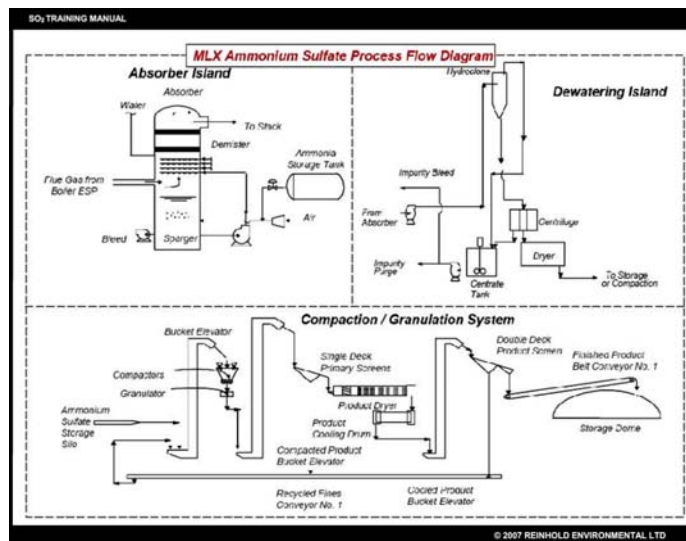 SO₂ TRAINING MANUAL
MLX Ammonium Sulfate Process Flow Diagram
Absorber Island
Absorber
Water
To Stack
Demister
Ammonia
Storage Tank
Flue Gas from
Boiler ESP
Air
Bleed
Sparger
Hydroclone
Dewatering Island
Impurity Bleed
From
Absorber
Centrifuge
Impurity
Purge
Dryer
Centrate
Tank
To Storage
or Compaction
Compaction / Granulation System
Bucket Elevator
Compactors
Granulator
Ammonium
Sulfate
Storage
Silo
Single Deck
Primary Screens
Product Dryer
Product
Cooling Drum
Compacted Product
Bucket Elevator
Recycled Fines
Conveyor No. 1
Cooled Product
Bucket Elevator
Double Deck
Product Screen
Finished Product
Belt Conveyor No. 1
Storage Dome
© 2007 REINHOLD ENVIRONMENTAL LTD